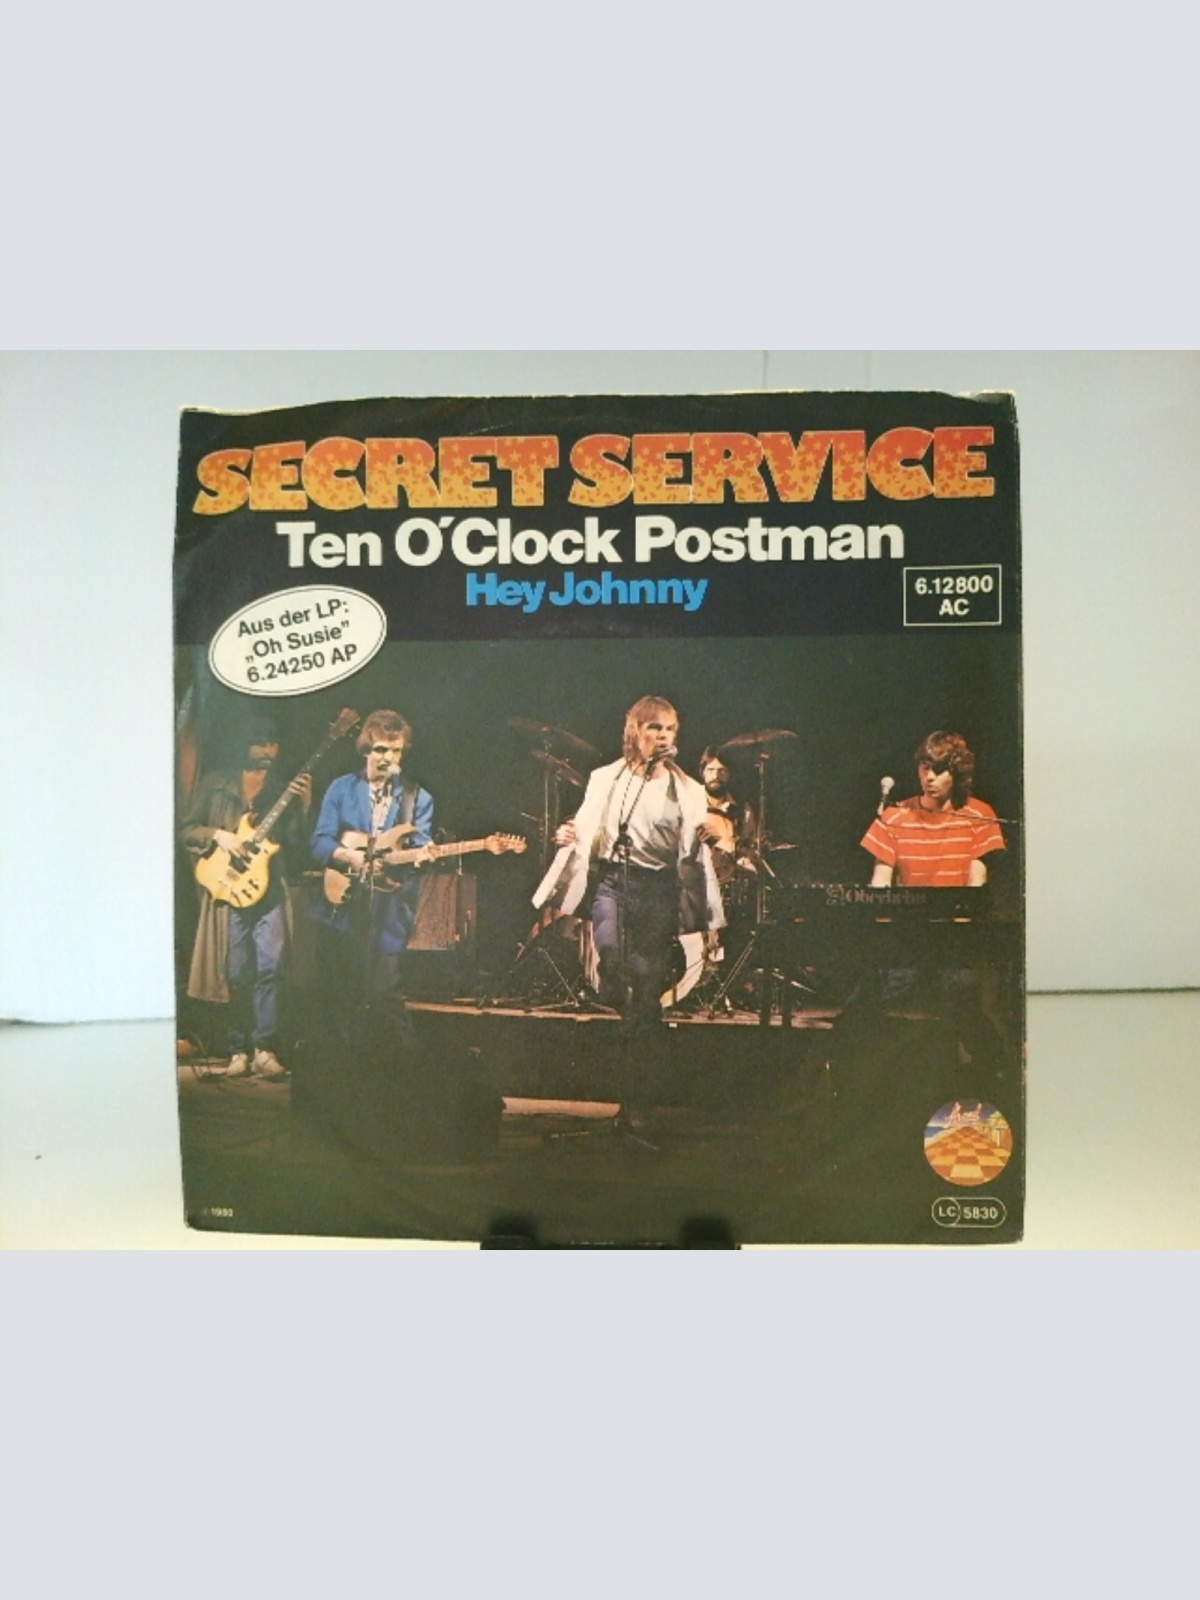 SECRET SERVICE
Ten O'Clock Postman
Hey Johnny
6.12800
AC
Aus der LP:
„Oh Susie"
6.24250 AP
Oberheim
1980
LC 5830